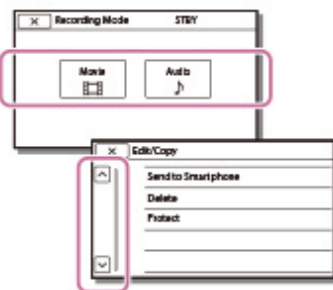 × Recording Mode STBY
Movie Audio
× Edit/Copy
Send to Smartphone
Delete
Protect